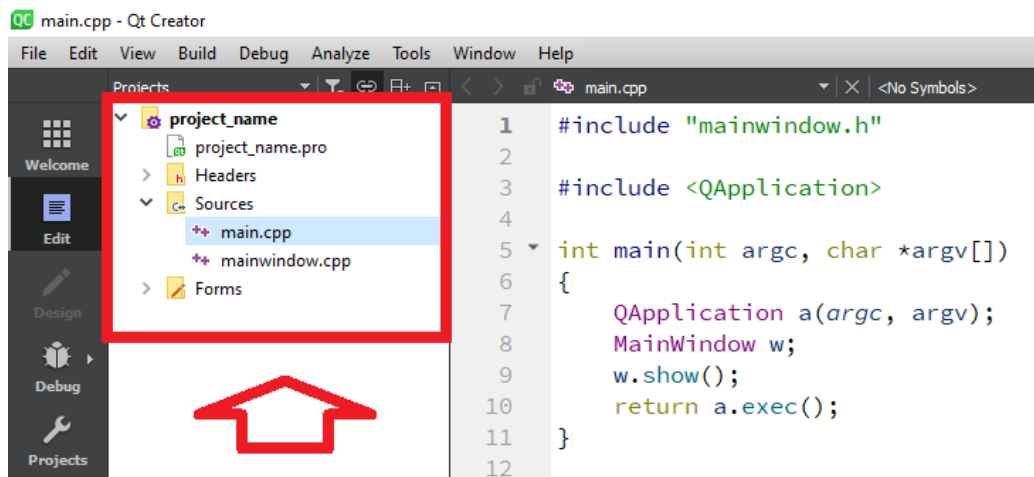 QC main.cpp - Qt Creator
File Edit View Build Debug Analyze Tools Window Help
Projects
main.cpp
<No Symbols>
Welcome
Edit
Design
Debug
Projects
project_name
project_name.pro
Headers
Sources
main.cpp
mainwindow.cpp
Forms
1 #include "mainwindow.h"
2
3 #include <QApplication>
4
5 int main(int argc, char *argv[])
6 {
7     QApplication a(argc, argv);
8     MainWindow w;
9     w.show();
10     return a.exec();
11 }
12